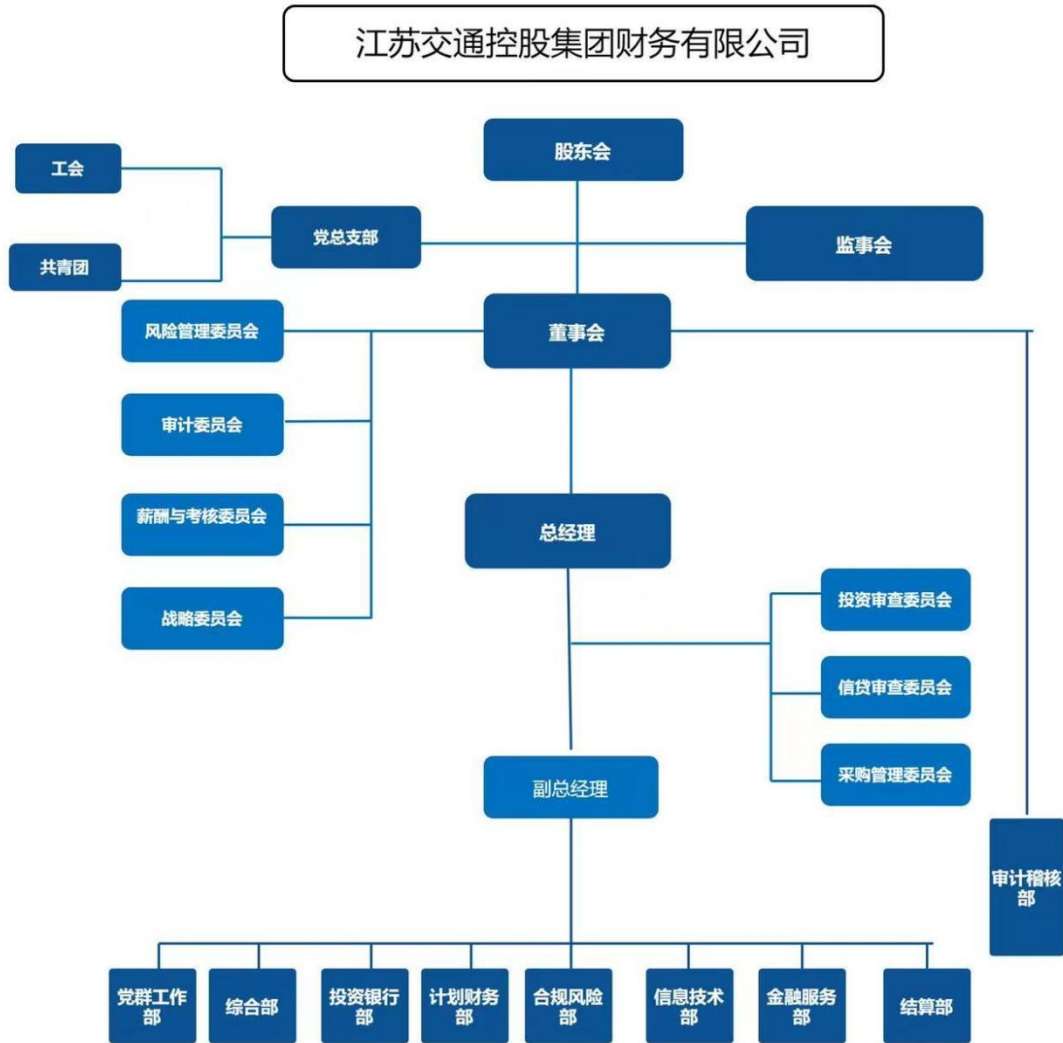 江苏交通控股集团财务有限公司
股东会
工会
党总支部
监事会
共青团
董事会
风险管理委员会
审计委员会
薪酬与考核委员会
总经理
战略委员会
投资审查委员会
信贷审查委员会
采购管理委员会
副总经理
审计稽核
部
党群工作
部
综合部
投资银行
部
计划财务
部
合规风险
部
信息技术
部
金融服务
部
结算部